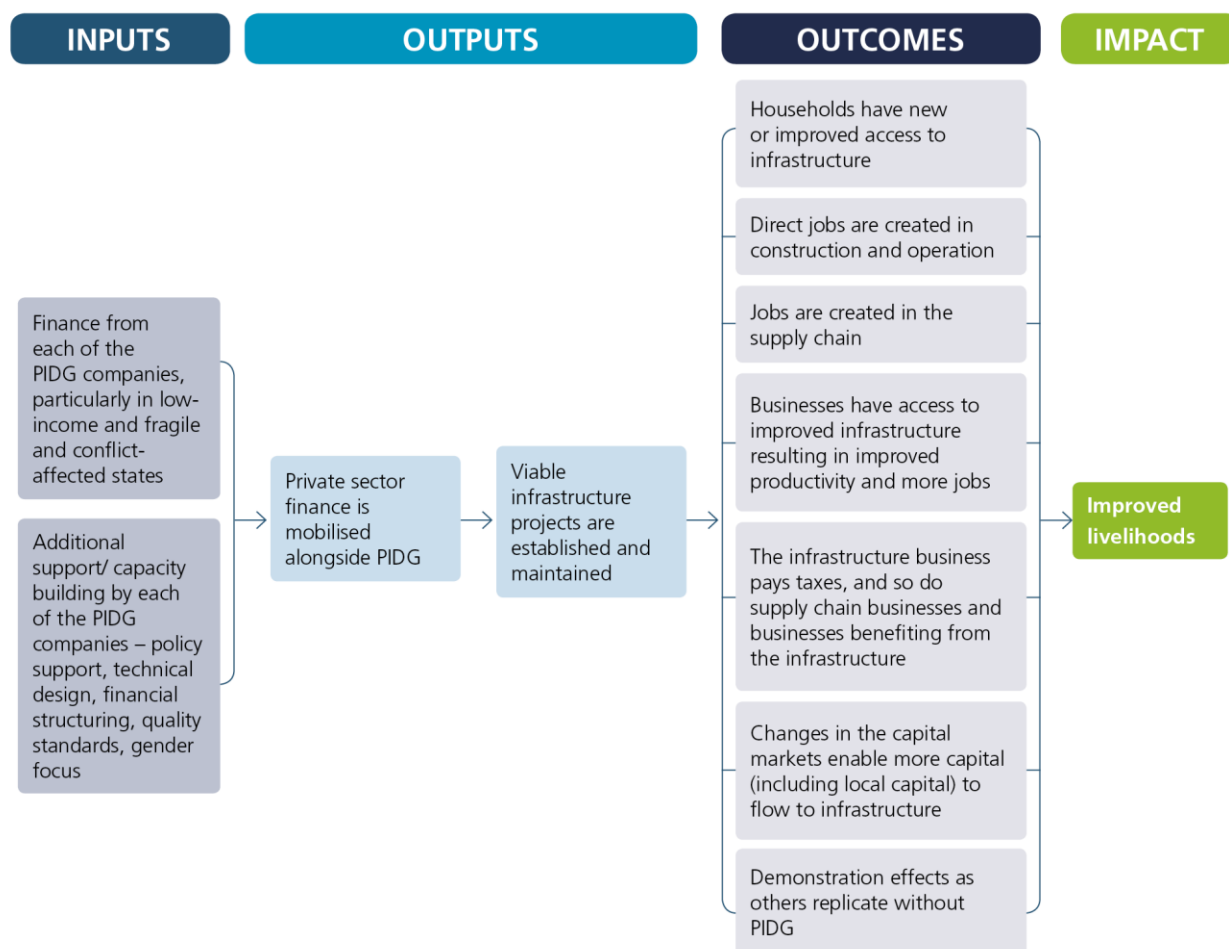 INPUTS
OUTPUTS
OUTCOMES
IMPACT
Finance from
each of the
PIDG companies,
particularly in low-
income and fragile
and conflict-
affected states
Additional
support/ capacity
building by each
of the PIDG
companies – policy
support, technical
design, financial
structuring, quality
standards, gender
focus
Private sector
finance is
mobilised
alongside PIDG
Viable
infrastructure
projects are
established and
maintained
Households have new
or improved access to
infrastructure
Direct jobs are created in
construction and operation
Jobs are created in the
supply chain
Businesses have access to
improved infrastructure
resulting in improved
productivity and more jobs
The infrastructure business
pays taxes, and so do
supply chain businesses and
businesses benefiting from
the infrastructure
Changes in the capital
markets enable more capital
(including local capital) to
flow to infrastructure
Demonstration effects as
others replicate without
PIDG
Improved
livelihoods